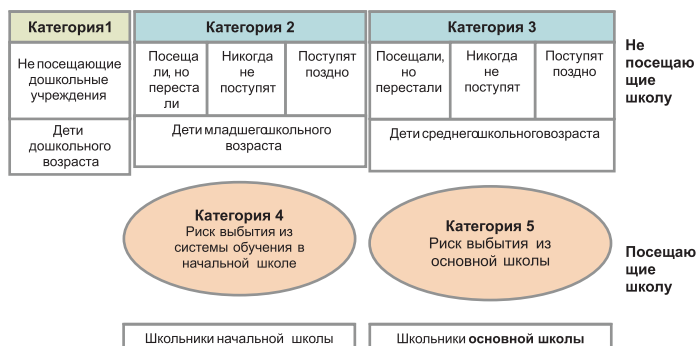 Категория1
Не посещающие
дошкольные
учреждения
Дети
дошкольного
возраста
Категория 2
Посеща
ли, но
переста
ли
Никогда
не
поступят
Поступят
поздно
Дети младшегошкольного
возраста
Категория 3
Посещали,
но
перестали
Никогда
не
поступят
Поступят
поздно
Дети среднегошкольноговозраста
Не
посещаю
щие
школу
Категория 4
Риск выбытия из
системы обучения в
начальной школе
Категория 5
Риск выбытия из
основной школы
Посещаю
щие
школу
Школьники начальной школы
Школьники основной школы